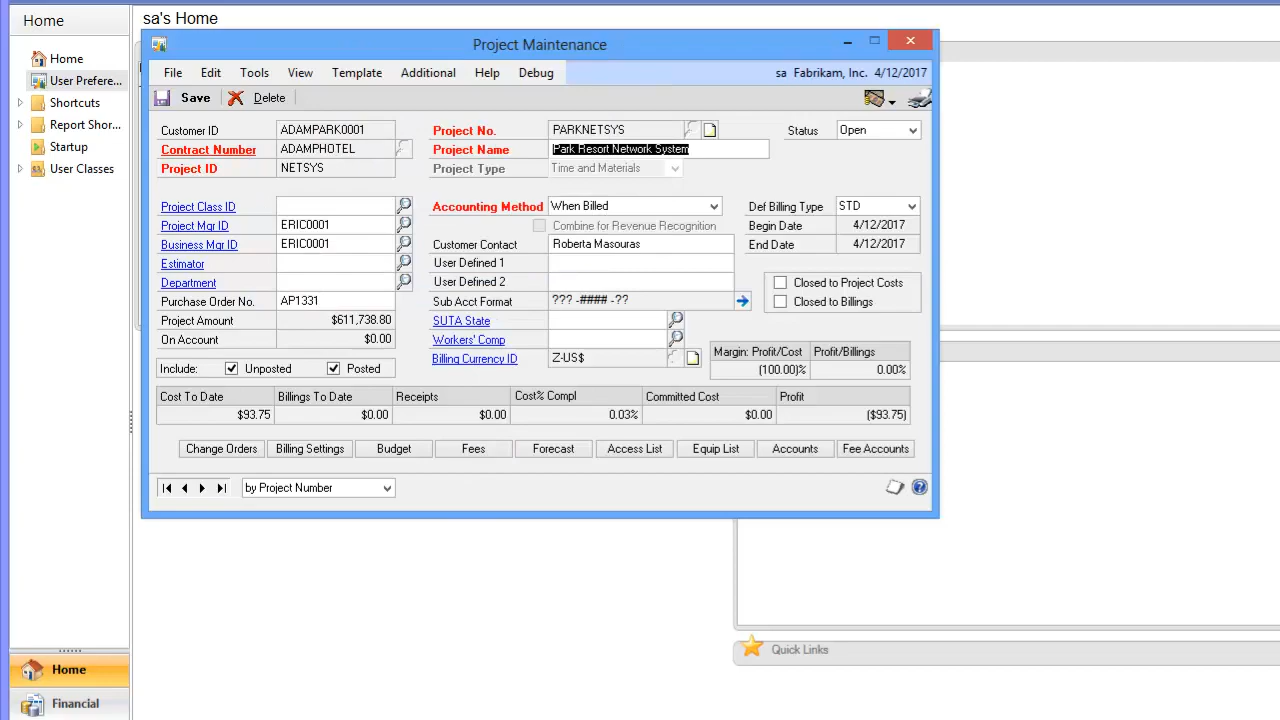 Home
sa's Home
Home
User Prefere...
Shortcuts
Report Shor...
Startup
User Classes
Home
Financial
Project Maintenance
File Edit Tools View Template Additional Help Debug
sa Fabrikam, Inc. 4/12/2017
Save Delete
Customer ID ADAMPARK0001 Project No. PARKNETSYS Status Open
Contract Number ADAMPHOTEL Project Name Park Resort Network System
Project ID NETSYS Project Type Time and Materials
Project Class ID Accounting Method When Billed Def Billing Type STD
Project Mgr ID ERIC0001 Combine for Revenue Recognition Begin Date 4/12/2017
Business Mgr ID ERIC0001 Customer Contact Roberta Masouras End Date 4/12/2017
Estimator User Defined 1
Department User Defined 2 Closed to Project Costs
Purchase Order No. AP1331 Sub Acct Format ??? -#### -?? Closed to Billings
Project Amount $611,738.80 SUTA State
On Account $0.00 Workers' Comp
Billing Currency ID Z-US$ Margin: Profit/Cost Profit/Billings
Include: Unposted Posted (100.00)% 0.00%
Cost To Date Billings To Date Receipts Cost% Compl Committed Cost Profit
$93.75 $0.00 $0.00 0.03% $0.00 ($93.75)
Change Orders Billing Settings Budget Fees Forecast Access List Equip List Accounts Fee Accounts
by Project Number
Quick Links